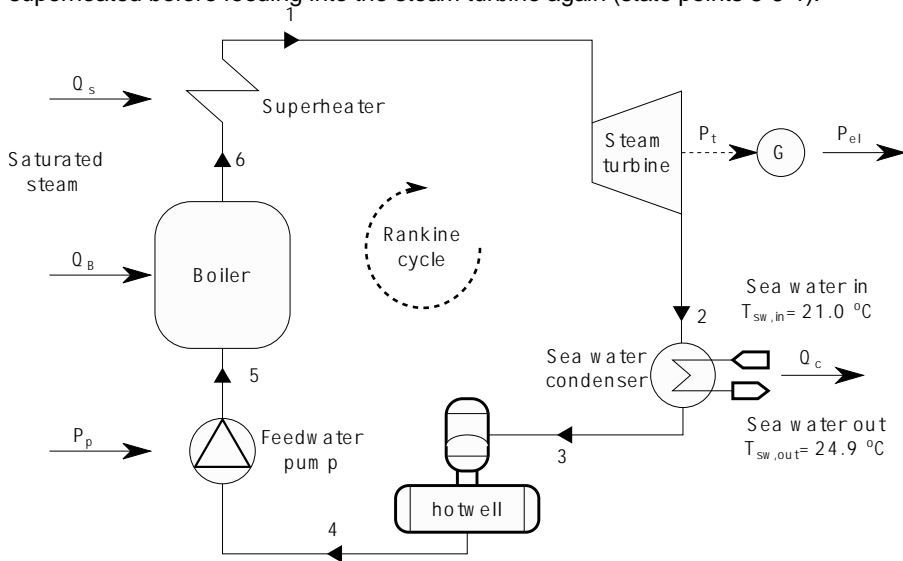 superheated before feeding into the steam turbine again (state points 5-6-1).
1
Q s
Superheater
Saturated
steam
6
Steam
turbine
P t
G
P el
Rankine
cycle
Q B
Boiler
2
Sea water in
T sw,in = 21.0 °C
Sea water
condenser
Q c
5
Sea water out
T sw,out = 24.9 °C
P p
Feedwater
pump
3
hotwell
4